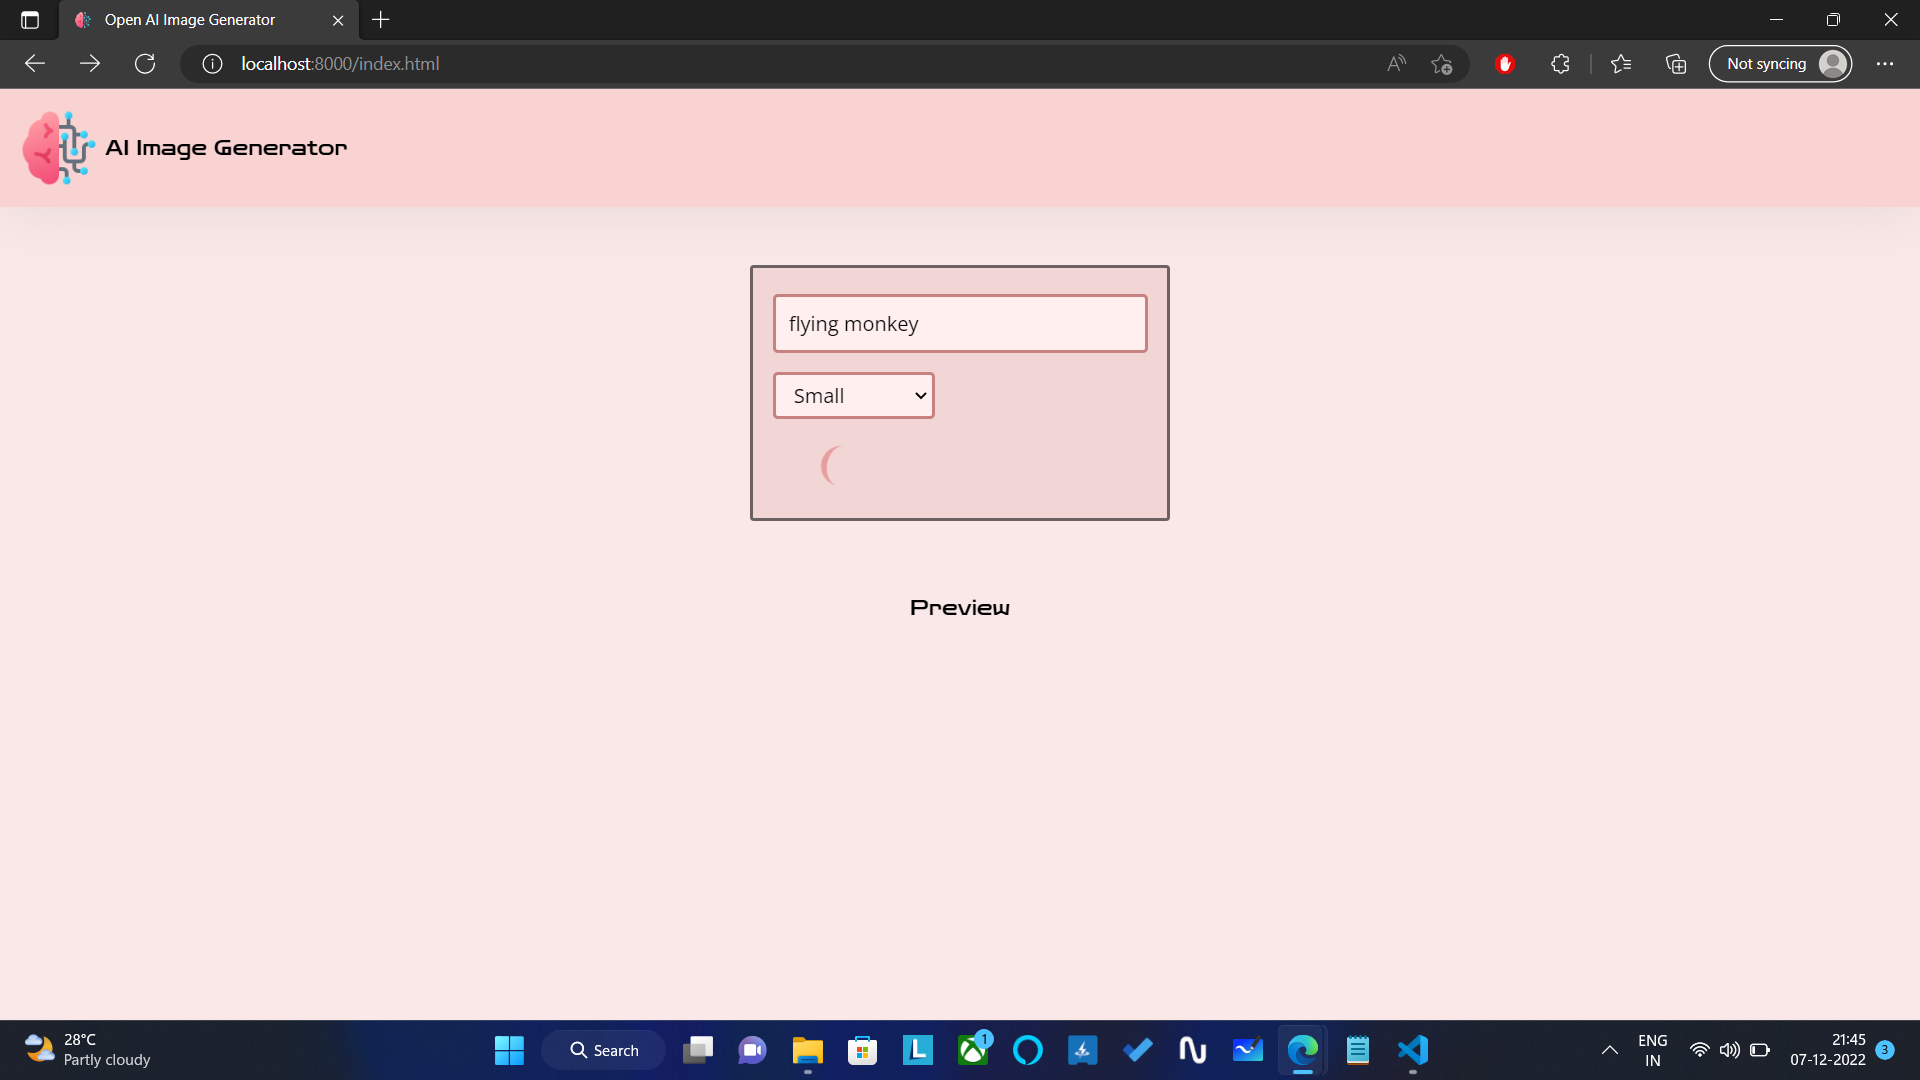 Open AI Image Generator
localhost:8000/index.html
Not syncing
AI Image Generator
flying monkey
Small
Preview
28°C
Partly cloudy
Search
L
1
ENG
IN
21:45
07-12-2022
3